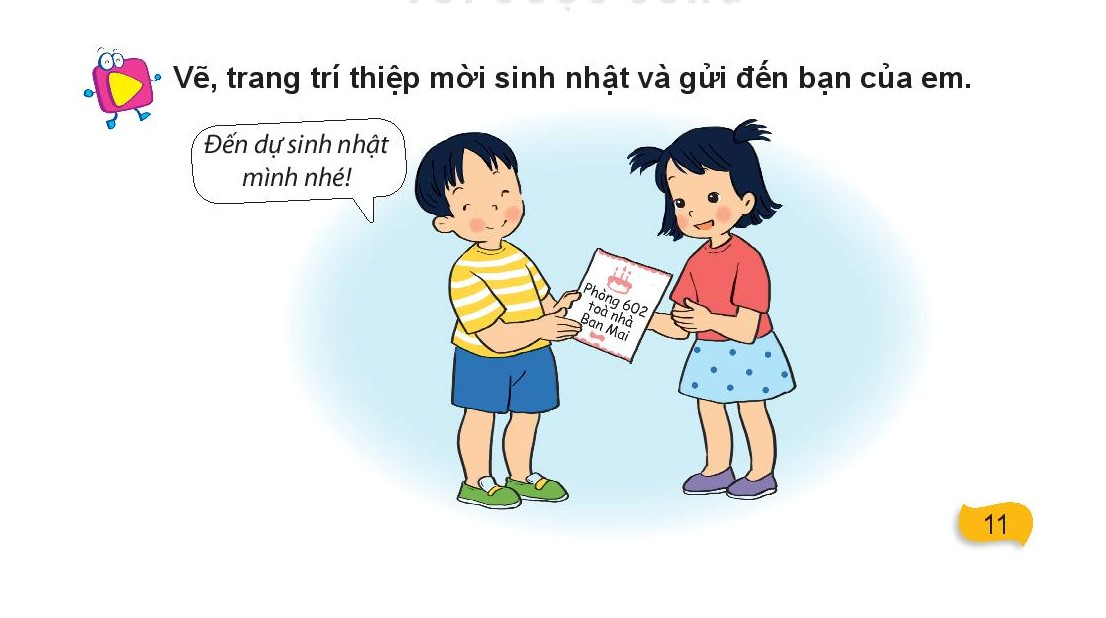 Vẽ, trang trí thiệp mời sinh nhật và gửi đến bạn của em.
Đến dự sinh nhật
mình nhé!
Phòng 602
toà nhà
Ban Mai
11